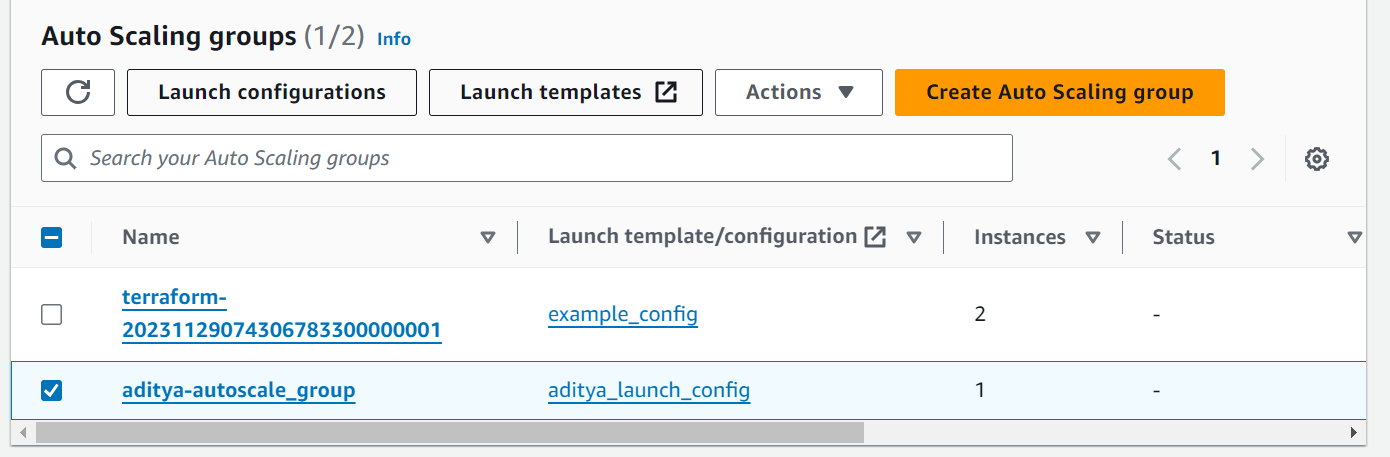 Auto Scaling groups (1/2) Info
Launch configurations Launch templates Actions Create Auto Scaling group
Search your Auto Scaling groups 1
Name Launch template/configuration Instances Status
terraform-
20231129074306783300000001 example_config 2 -
aditya-autoscale_group aditya_launch_config 1 -